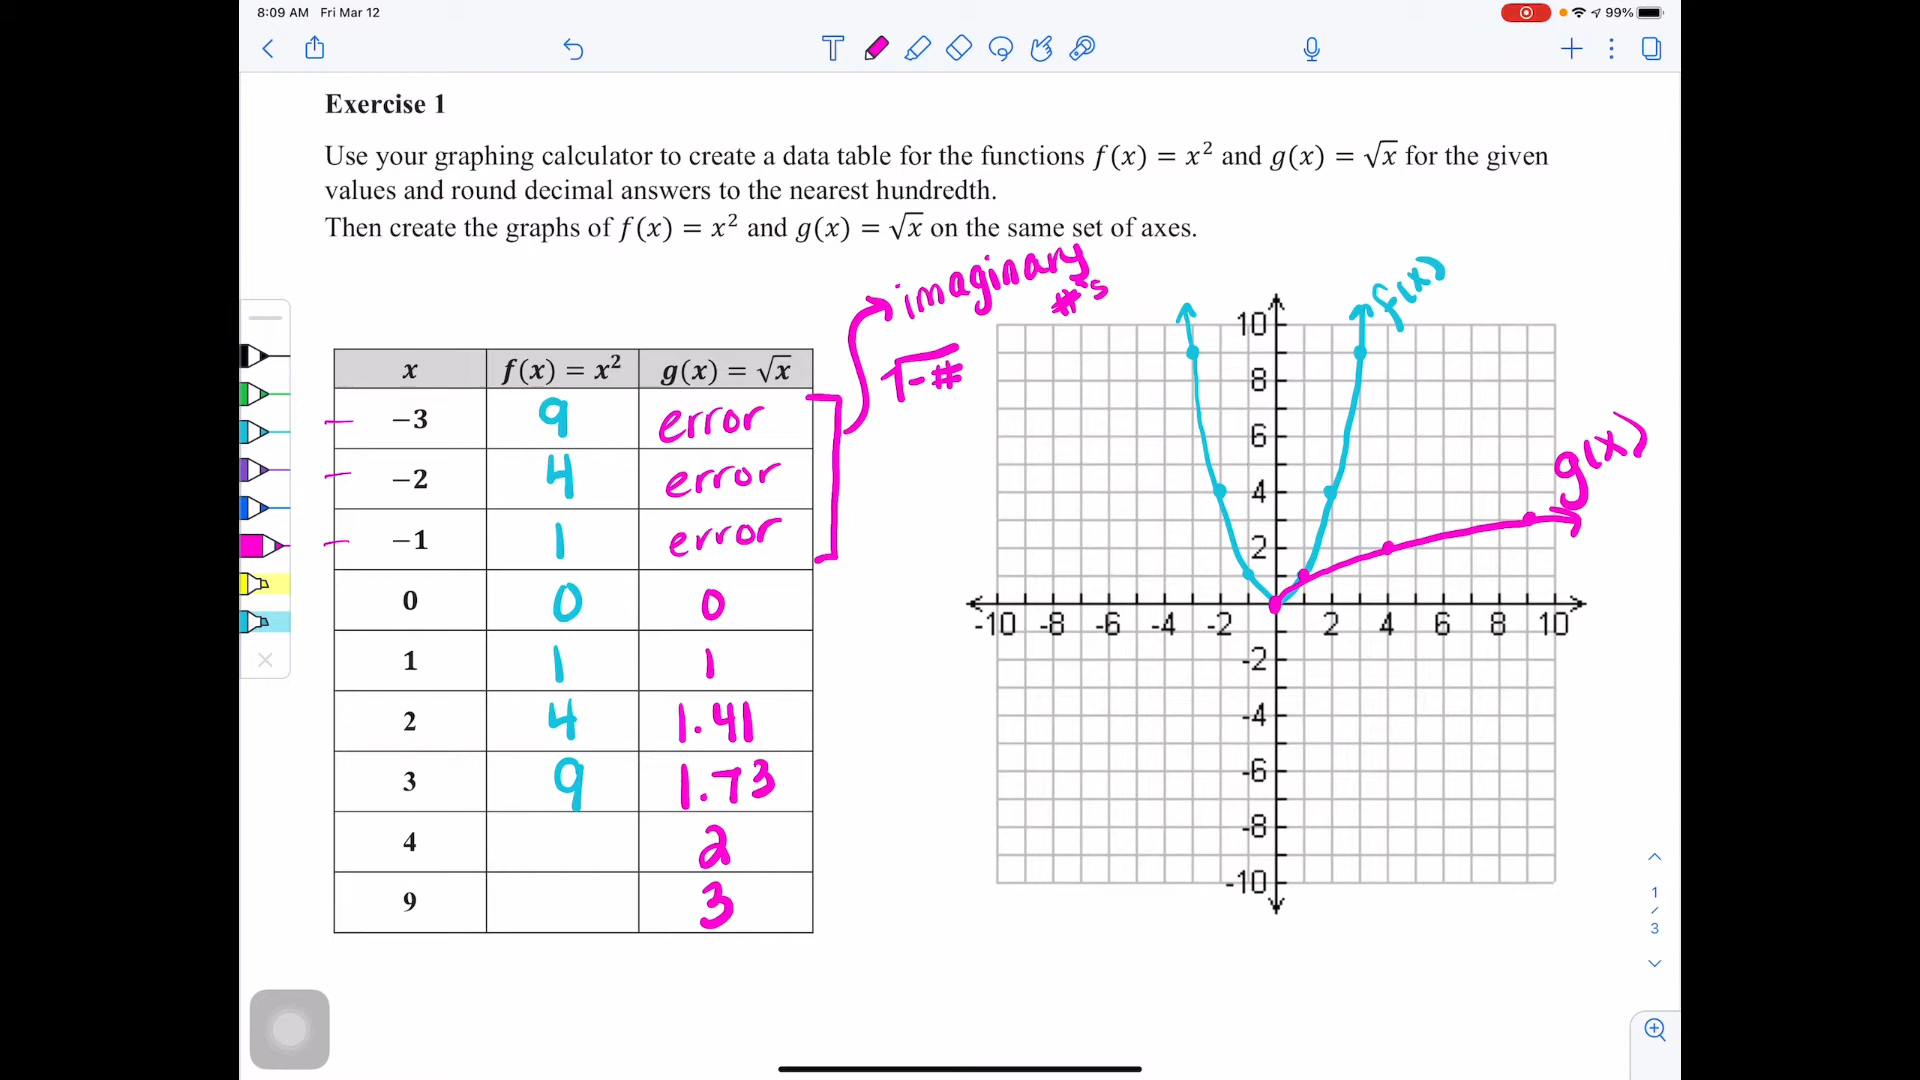 8:09 AM Fri Mar 12
99%
Exercise 1
Use your graphing calculator to create a data table for the functions f(x) = x² and g(x) = √x for the given
values and round decimal answers to the nearest hundredth.
Then create the graphs of f(x) = x² and g(x) = √x on the same set of axes.
imaginary
#'s
√-#
x f(x) = x² g(x) = √x
−3 9 error
−2 4 error
−1 1 error
0 0 0
1 1 1
2 4 1.41
3 9 1.73
4 2
9 3
f(x)
g(x)
10
8
6
4
2
-10 -8 -6 -4 -2 2 4 6 8 10
-2
-4
-6
-8
-10
1
/
3